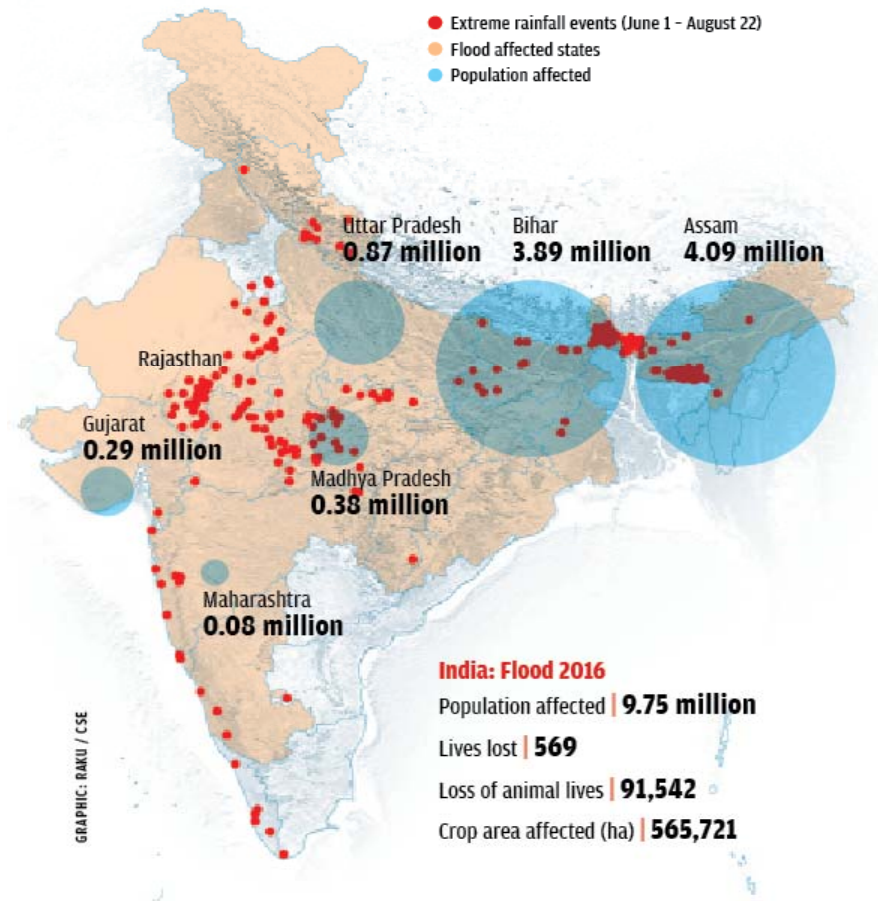 Extreme rainfall events (June 1 - August 22)
Flood affected states
Population affected
Uttar Pradesh
0.87 million
Bihar
3.89 million
Assam
4.09 million
Rajasthan
Gujarat
0.29 million
Madhya Pradesh
0.38 million
Maharashtra
0.08 million
India: Flood 2016
Population affected | 9.75 million
Lives lost | 569
Loss of animal lives | 91,542
Crop area affected (ha) | 565,721
GRAPHIC: RAKU / CSE